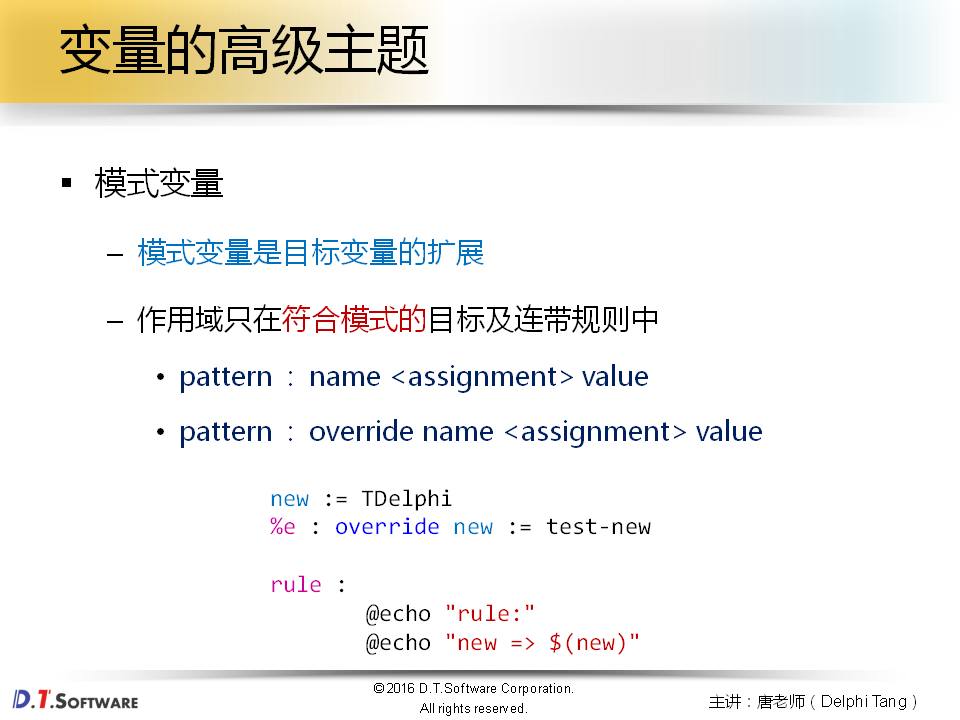 变量的高级主题
▪ 模式变量
– 模式变量是目标变量的扩展
– 作用域只在符合模式的目标及连带规则中
• pattern : name <assignment> value
• pattern : override name <assignment> value
new := TDelphi
%e : override new := test-new
rule :
@echo "rule:"
@echo "new => $(new)"
D.T.SOFTWARE
©2016 D.T.Software Corporation.
All rights reserved.
主讲：唐老师（Delphi Tang）